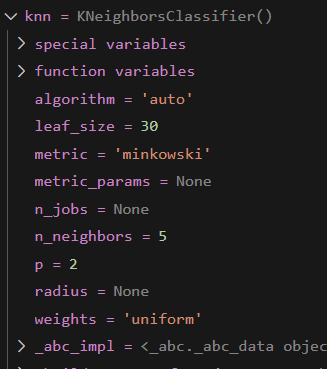 knn = KNeighborsClassifier()
special variables
function variables
algorithm = 'auto'
leaf_size = 30
metric = 'minkowski'
metric_params = None
n_jobs = None
n_neighbors = 5
p = 2
radius = None
weights = 'uniform'
_abc_impl = <_abc._abc_data objec